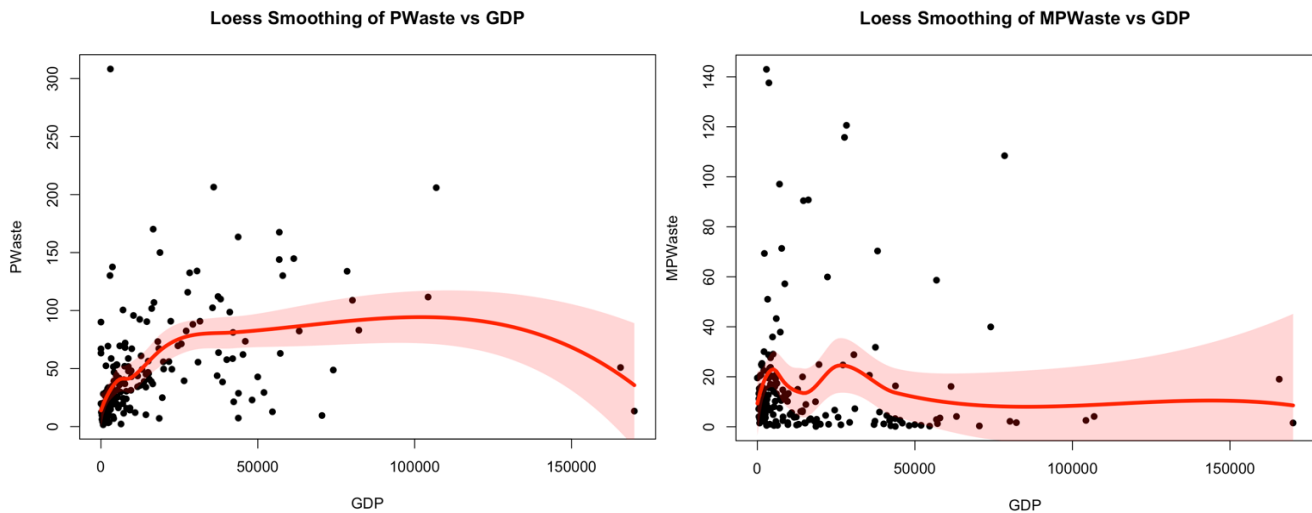 Loess Smoothing of PWaste vs GDP
PWaste
300
250
200
150
100
50
0
0 50000 100000 150000
GDP
Loess Smoothing of MPWaste vs GDP
MPWaste
140
120
100
80
60
40
20
0
0 50000 100000 150000
GDP